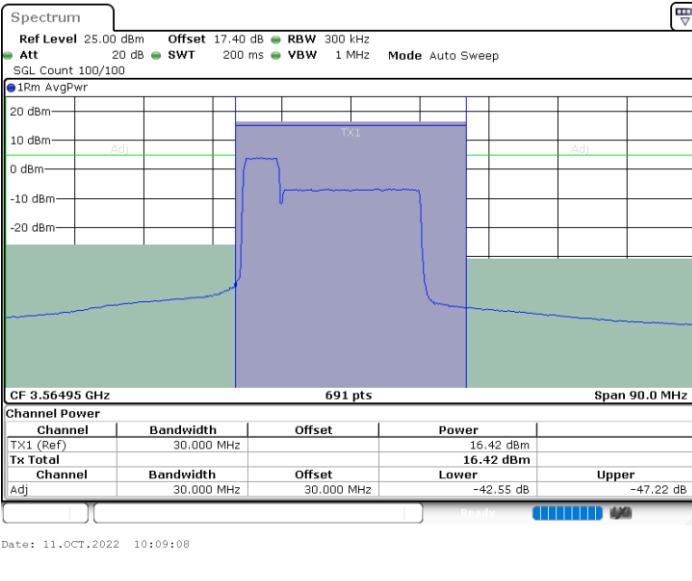 Spectrum
Ref Level 25.00 dBm Offset 17.40 dB RBW 300 kHz
Att 20 dB SWT 200 ms VBW 1 MHz Mode Auto Sweep
SGL Count 100/100
1Rm AvgPwr
20 dBm
TX1
10 dBm
Adj Adj
0 dBm
-10 dBm
-20 dBm
CF 3.56495 GHz 691 pts Span 90.0 MHz
Channel Power
Channel Bandwidth Offset Power
TX1 (Ref) 30.000 MHz 16.42 dBm
Tx Total 16.42 dBm
Channel Bandwidth Offset Lower Upper
Adj 30.000 MHz 30.000 MHz -42.55 dB -47.22 dB
Ready
Date: 11.OCT.2022 10:09:08